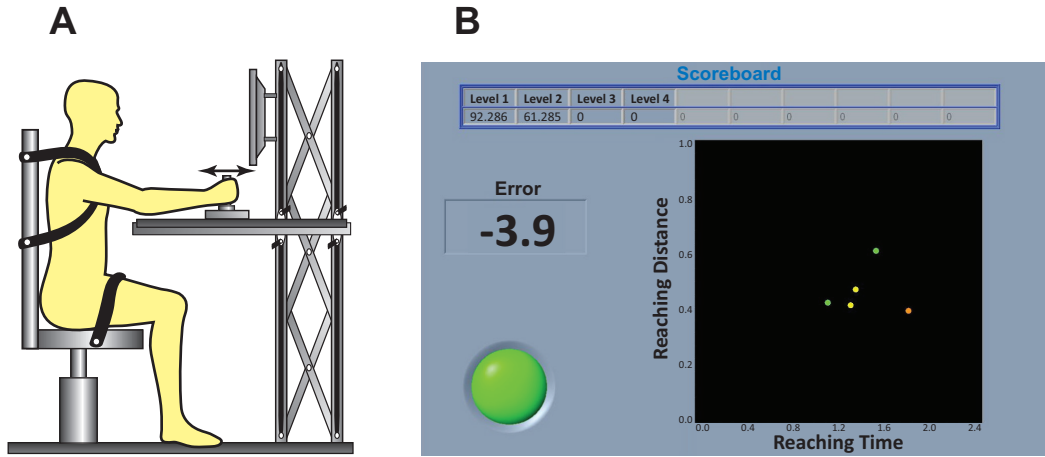 A
B
Scoreboard
Level 1 Level 2 Level 3 Level 4
92.286 61.285 0 0 0 0 0 0 0 0
Error
-3.9
Reaching Distance
1.0
0.8
0.6
0.4
0.2
0.0
0.0 0.4 0.8 1.2 1.6 2.0 2.4
Reaching Time